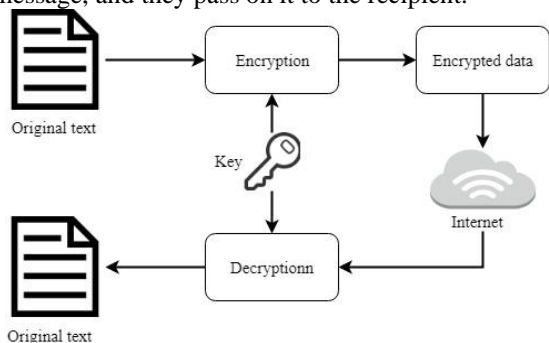 message, and they pass on it to the recipient.
Encryption
Encrypted data
Original text
Key
Internet
Decryptionn
Original text